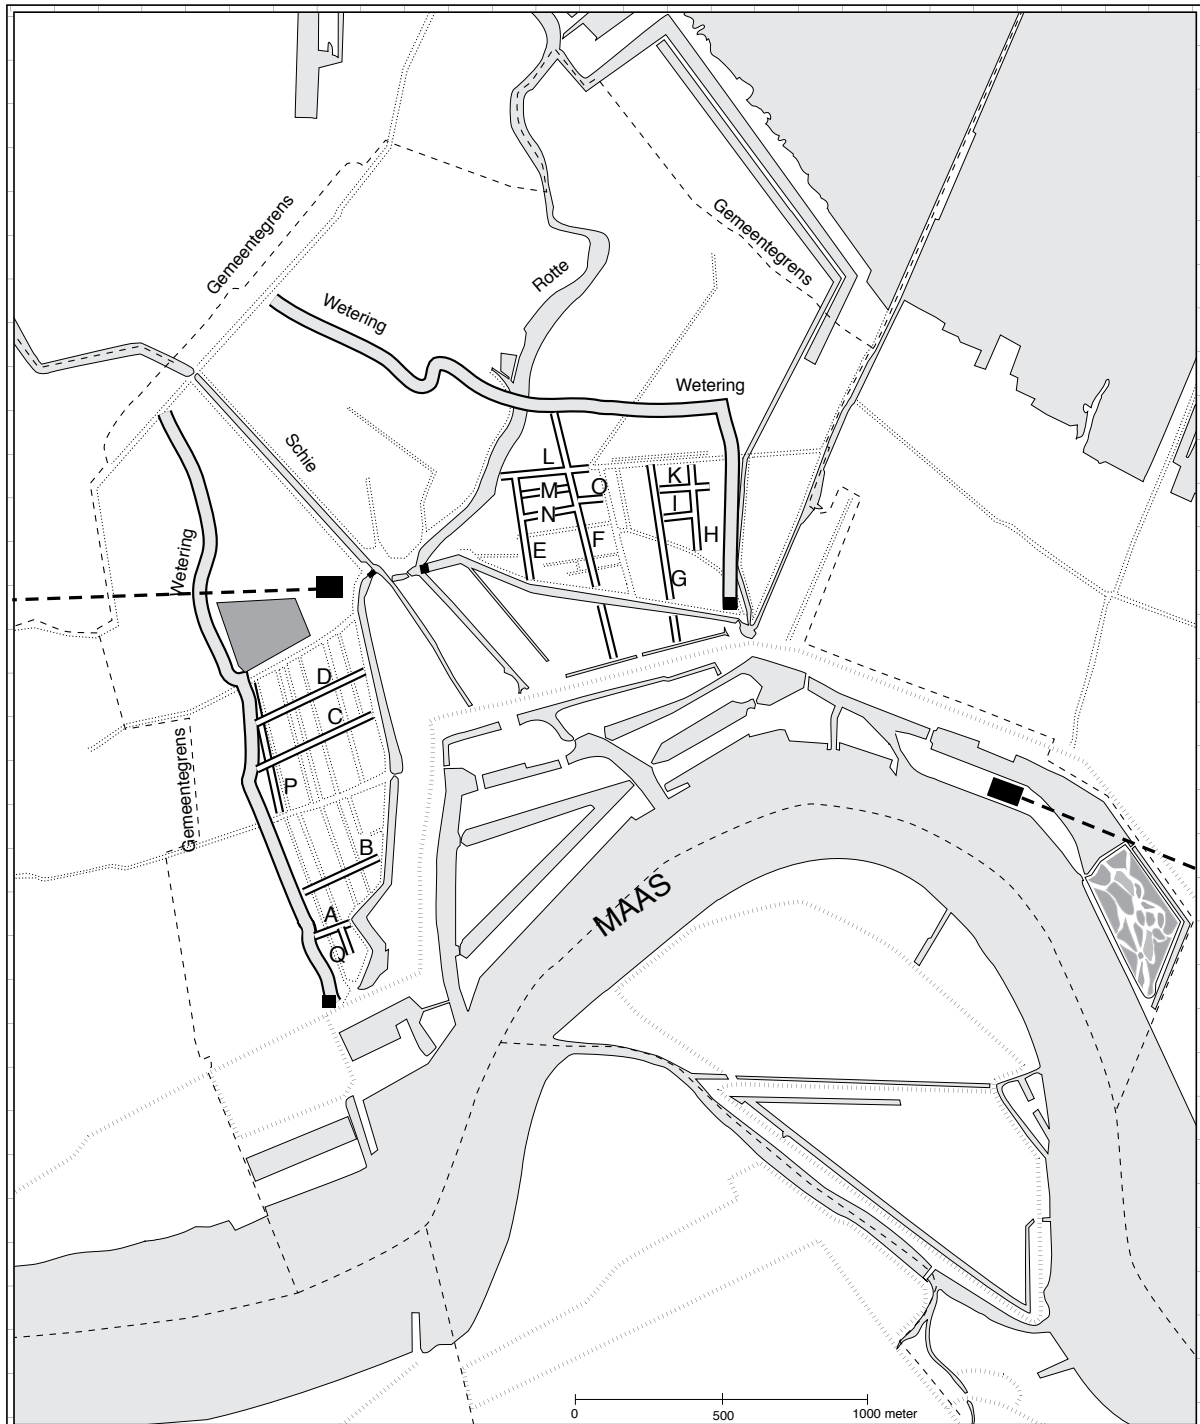 Gemeentegrens
Gemeentegrens
Rotte
Wetering
Wetering
Schie
L
K
M
O
N
I
E
F
H
G
Wetering
D
C
P
Gemeentegrens
B
A
Q
MAAS
0 500 1000 meter